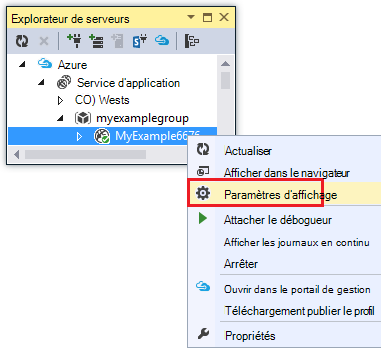 Explorateur de serveurs
Azure
Service d'application
CO) Wests
myexamplegroup
MyExample6676
Actualiser
Afficher dans le navigateur
Paramètres d'affichage
Attacher le débogueur
Afficher les journaux en continu
Arrêter
Ouvrir dans le portail de gestion
Téléchargement publier le profil
Propriétés